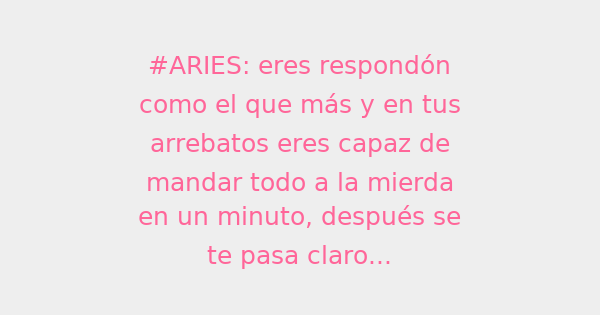 #ARIES: eres respondón
como el que más y en tus
arrebatos eres capaz de
mandar todo a la mierda
en un minuto, después se
te pasa claro...